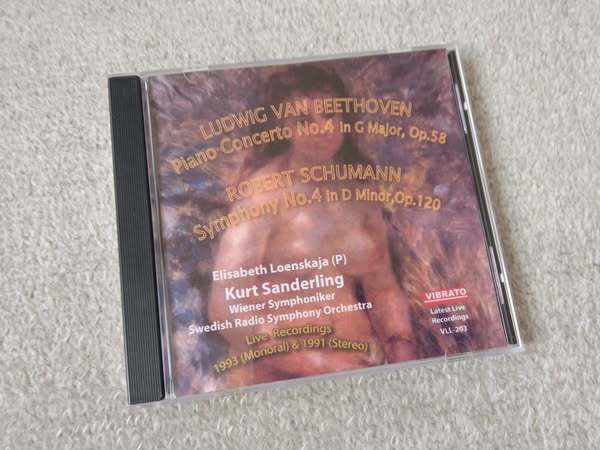 LUDWIG VAN BEETHOVEN
Piano Concerto No.4 in G Major, Op.58
ROBERT SCHUMANN
Symphony No.4 in D Minor,Op.120
Elisabeth Loenskaja (P)
Kurt Sanderling
Wiener Symphoniker
Swedish Radio Symphony Orchestra
Live Recordings
1993 (Monoral) & 1991 (Stereo)
VIBRATO
Latest Live
Recordings
VLL-203